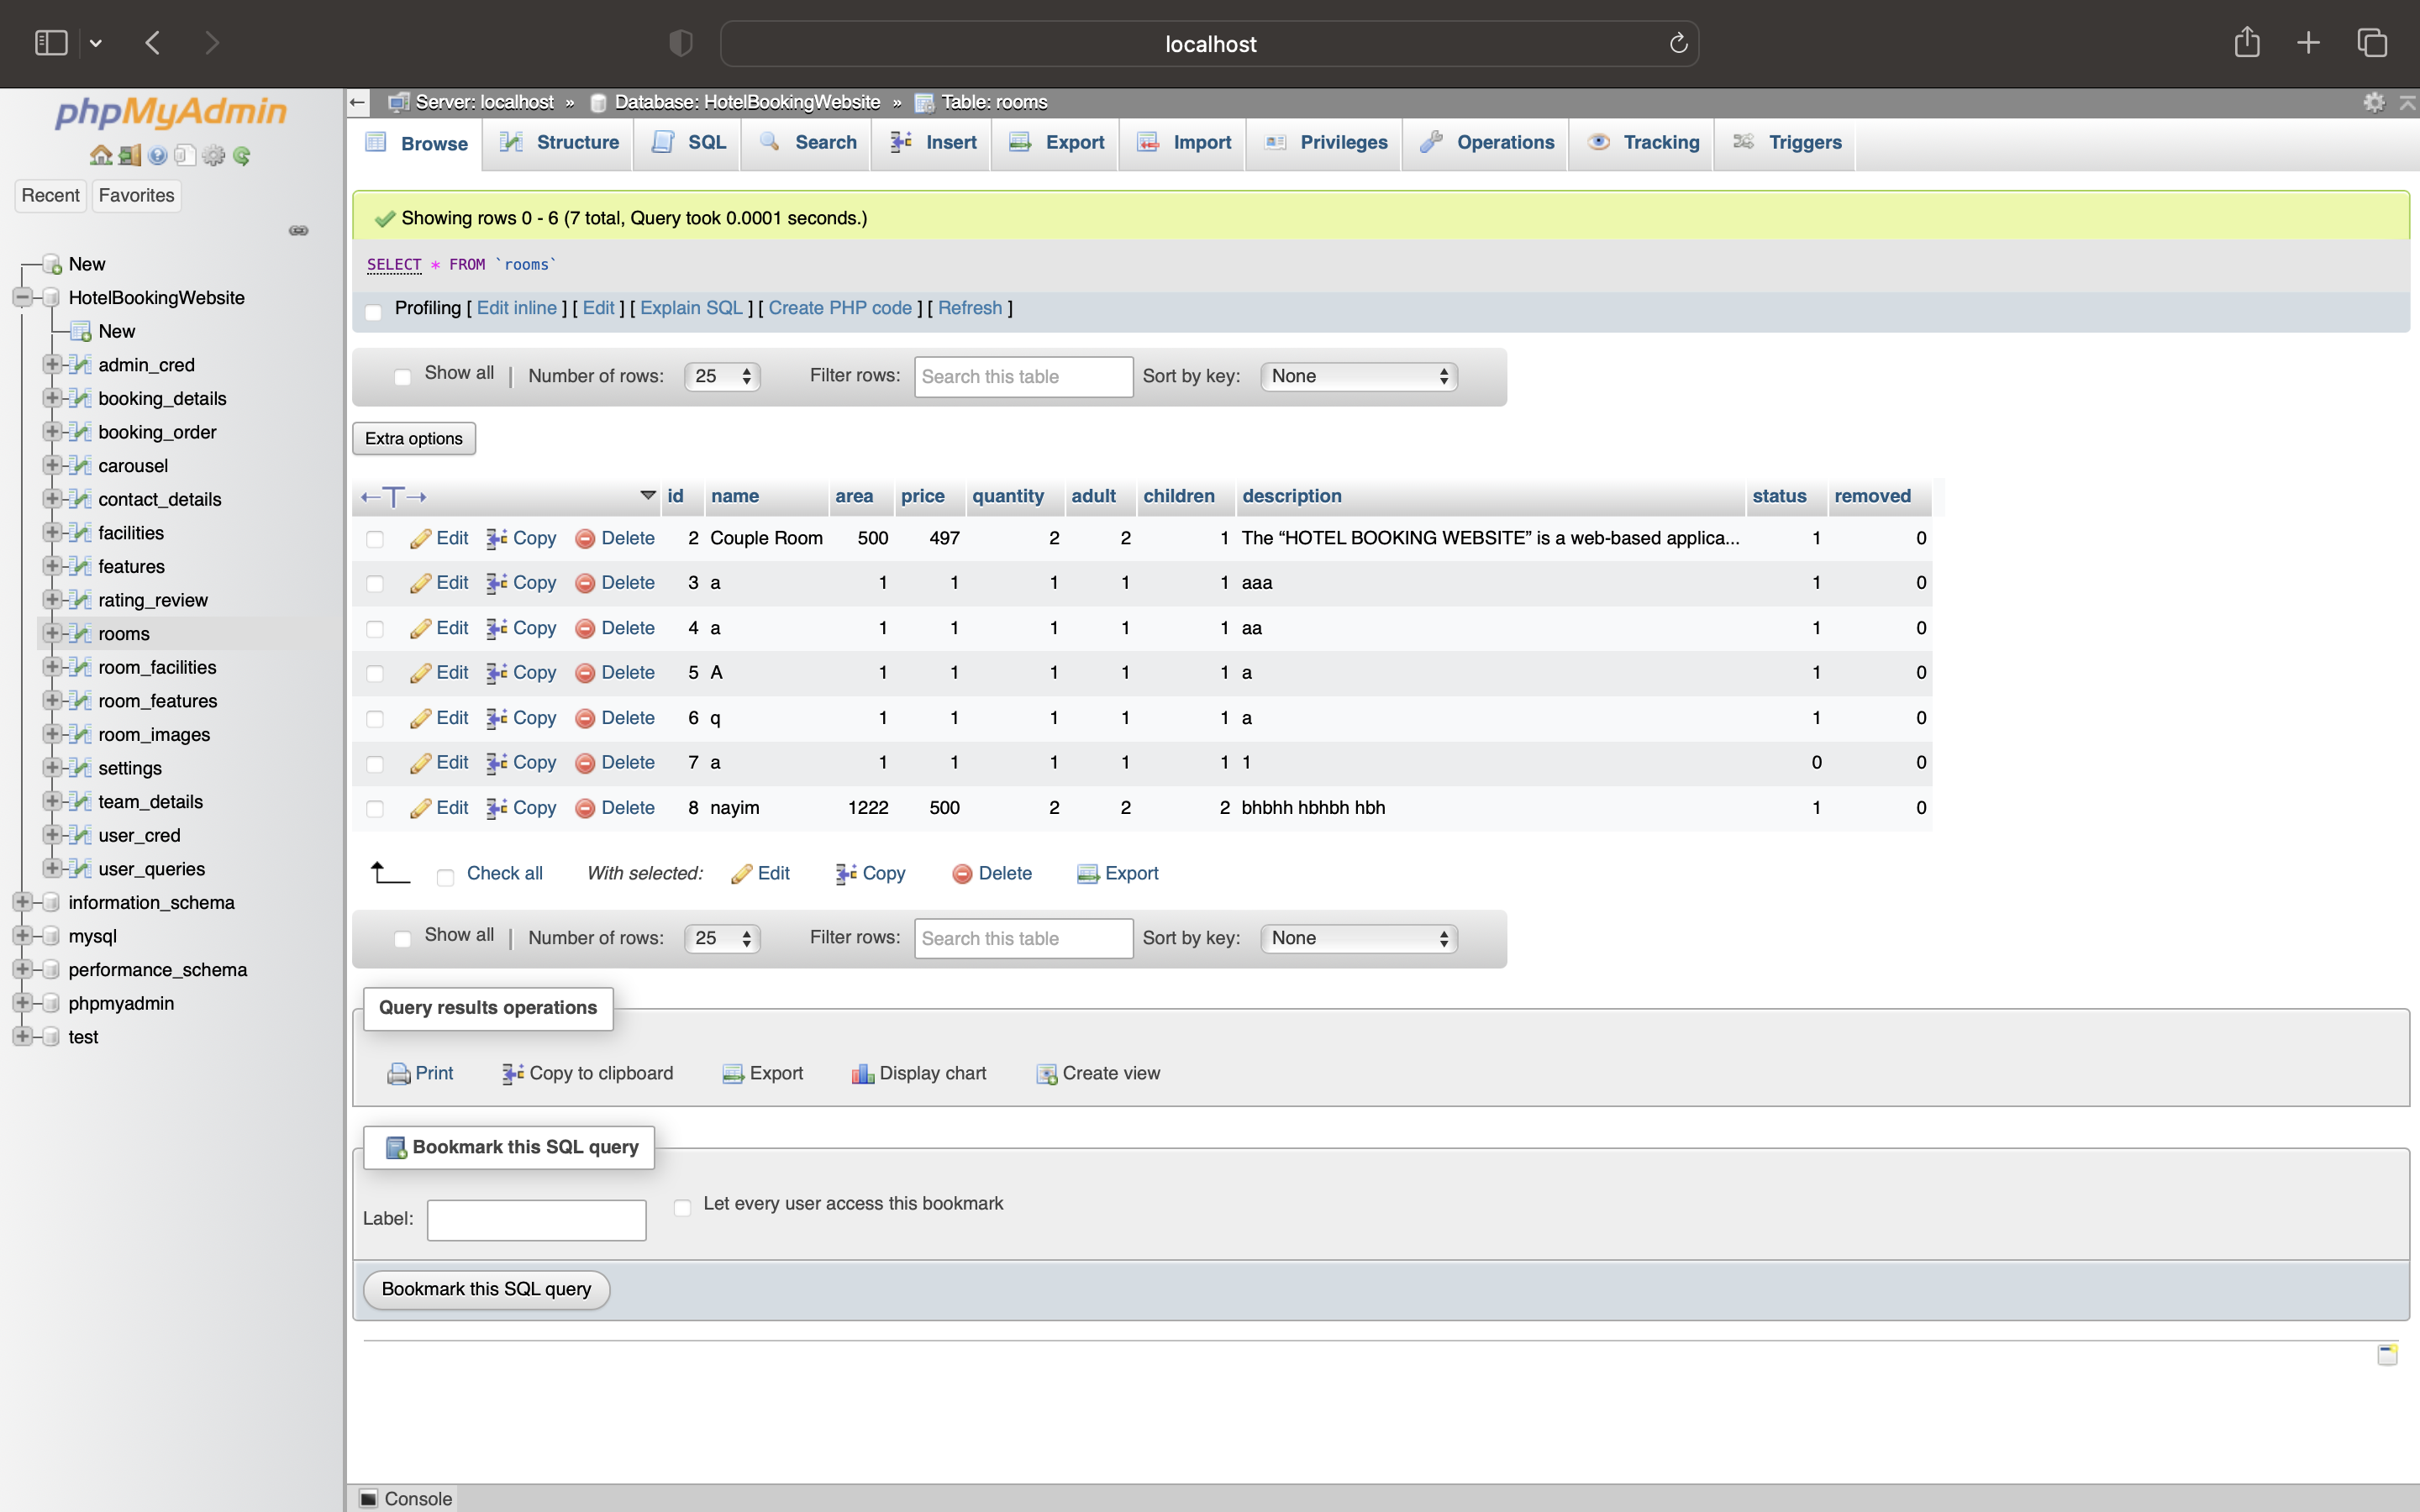 localhost
phpMyAdmin
Recent Favorites
New
HotelBookingWebsite
New
admin_cred
booking_details
booking_order
carousel
contact_details
facilities
features
rating_review
rooms
room_facilities
room_features
room_images
settings
team_details
user_cred
user_queries
information_schema
mysql
performance_schema
phpmyadmin
test
Server: localhost » Database: HotelBookingWebsite » Table: rooms
Browse Structure SQL Search Insert Export Import Privileges Operations Tracking Triggers
Showing rows 0 - 6 (7 total, Query took 0.0001 seconds.)
SELECT * FROM `rooms`
Profiling [ Edit inline ] [ Edit ] [ Explain SQL ] [ Create PHP code ] [ Refresh ]
Show all | Number of rows: 25 Filter rows: Search this table Sort by key: None
Extra options
←T→ id name area price quantity adult children description status removed
Edit Copy Delete 2 Couple Room 500 497 2 2 1 The “HOTEL BOOKING WEBSITE” is a web-based applica... 1 0
Edit Copy Delete 3 a 1 1 1 1 1 aaa 1 0
Edit Copy Delete 4 a 1 1 1 1 1 aa 1 0
Edit Copy Delete 5 A 1 1 1 1 1 a 1 0
Edit Copy Delete 6 q 1 1 1 1 1 a 1 0
Edit Copy Delete 7 a 1 1 1 1 1 1 0 0
Edit Copy Delete 8 nayim 1222 500 2 2 2 bhbhh hbhbh hbh 1 0
Check all With selected: Edit Copy Delete Export
Show all | Number of rows: 25 Filter rows: Search this table Sort by key: None
Query results operations
Print Copy to clipboard Export Display chart Create view
Bookmark this SQL query
Label: Let every user access this bookmark
Bookmark this SQL query
Console